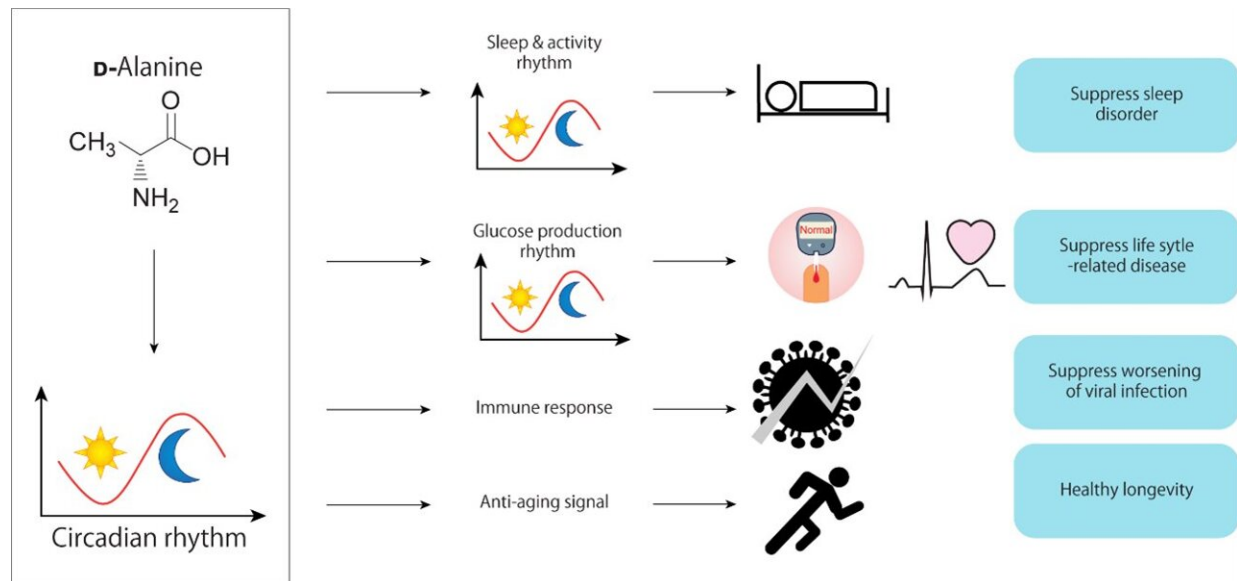 D-Alanine
O
CH3
OH
NH2
Circadian rhythm
Sleep & activity
rhythm
Suppress sleep
disorder
Glucose production
rhythm
Normal
Suppress life sytle
-related disease
Immune response
Suppress worsening
of viral infection
Anti-aging signal
Healthy longevity